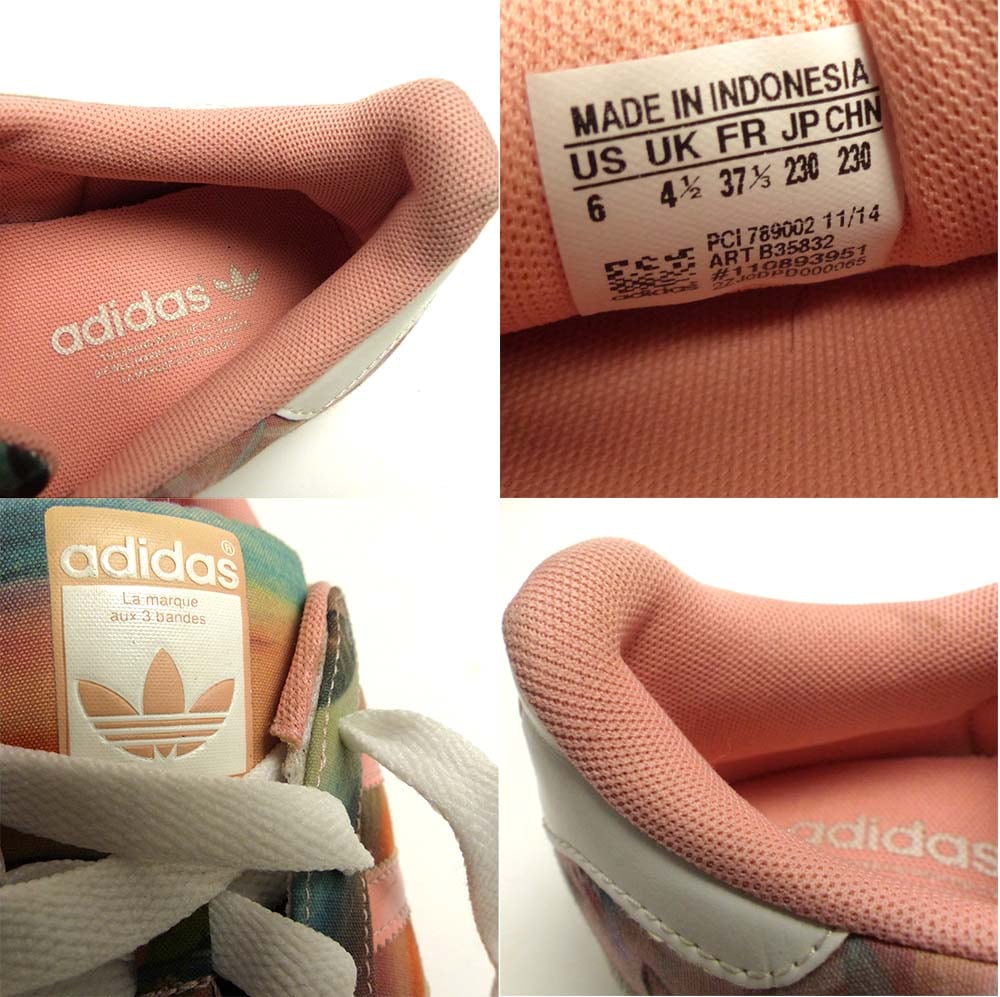 adidas
MADE IN INDONESIA
US UK FR JP CHN
6 4½ 37⅓ 230 230
PCI 789002 11/14
ART B35832
#110893951
adidas
adidas®
La marque
aux 3 bandes
adidas